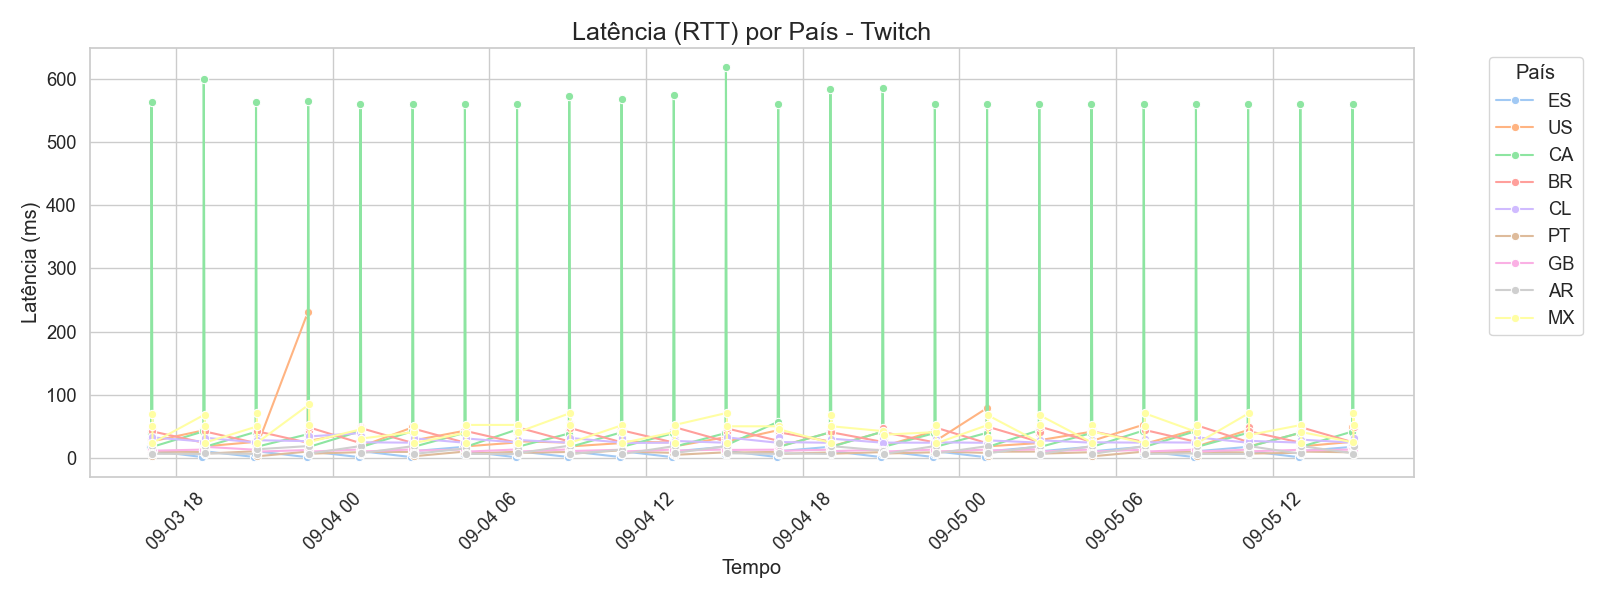 Latência (RTT) por País - Twitch
600
500
400
300
200
100
0
Latência (ms)
09-03 18
09-04 00
09-04 06
09-04 12
09-04 18
09-05 00
09-05 06
09-05 12
Tempo
País
ES
US
CA
BR
CL
PT
GB
AR
MX